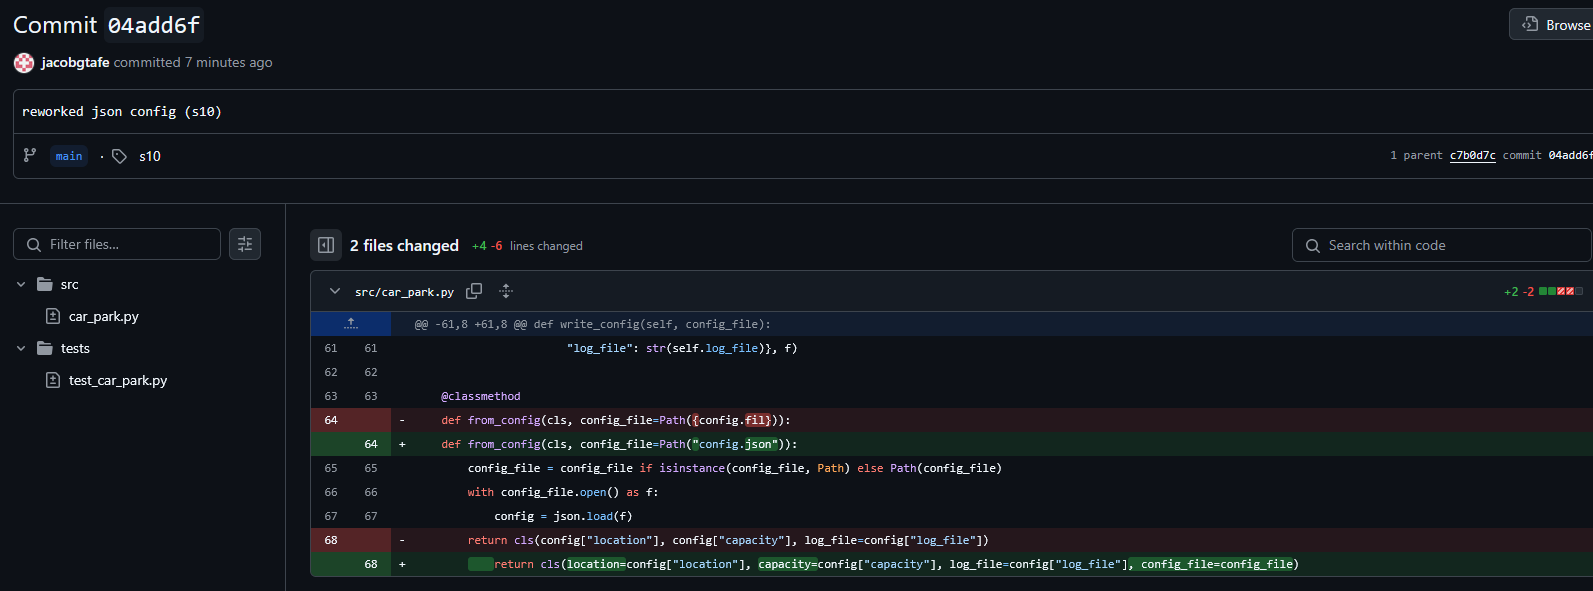 Commit 04add6f
Browse
jacobgtafe committed 7 minutes ago
reworked json config (s10)
main · s10
1 parent c7b0d7c commit 04add6f
Filter files...
src
car_park.py
tests
test_car_park.py
2 files changed +4 -6 lines changed
Search within code
src/car_park.py
+2 -2
@@ -61,8 +61,8 @@ def write_config(self, config_file):
61 61 "log_file": str(self.log_file)}, f)
62 62
63 63 @classmethod
64 - def from_config(cls, config_file=Path({config.fil})):
64 + def from_config(cls, config_file=Path("config.json")):
65 65 config_file = config_file if isinstance(config_file, Path) else Path(config_file)
66 66 with config_file.open() as f:
67 67 config = json.load(f)
68 - return cls(config["location"], config["capacity"], log_file=config["log_file"])
68 + return cls(location=config["location"], capacity=config["capacity"], log_file=config["log_file"], config_file=config_file)